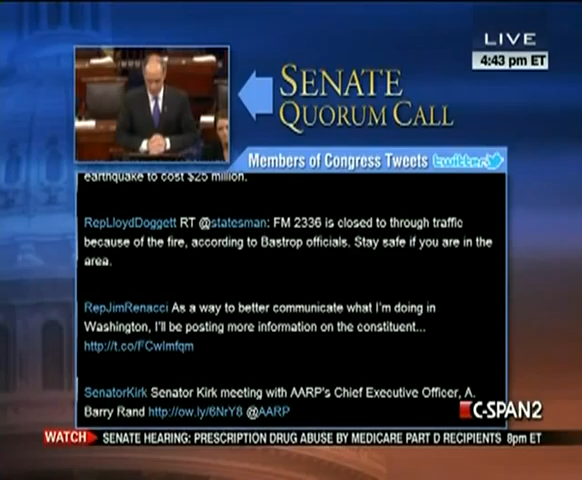 LIVE
4:43 pm ET
SENATE
QUORUM CALL
Members of Congress Tweets twitter
earthquake to cost $25 million.
RepLloydDoggett RT @statesman: FM 2336 is closed to through traffic
because of the fire, according to Bastrop officials. Stay safe if you are in the
area.
RepJimRenacci As a way to better communicate what I'm doing in
Washington, I'll be posting more information on the constituent...
http://t.co/FCwImfqm
SenatorKirk Senator Kirk meeting with AARP's Chief Executive Officer, A.
Barry Rand http://ow.ly/6NrY8 @AARP
C-SPAN2
WATCH SENATE HEARING: PRESCRIPTION DRUG ABUSE BY MEDICARE PART D RECIPIENTS 8pm ET